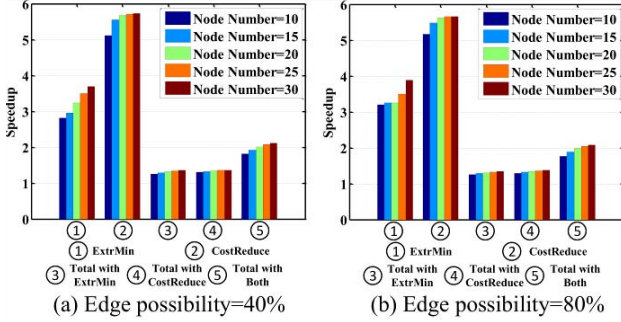 6
5
4
3
2
1
0
Speedup
Node Number=10
Node Number=15
Node Number=20
Node Number=25
Node Number=30
① ② ③ ④ ⑤
① ExtrMin ② CostReduce
③ Total with ExtrMin ④ Total with CostReduce ⑤ Total with Both
(a) Edge possibility=40%
6
5
4
3
2
1
0
Speedup
Node Number=10
Node Number=15
Node Number=20
Node Number=25
Node Number=30
① ② ③ ④ ⑤
① ExtrMin ② CostReduce
③ Total with ExtrMin ④ Total with CostReduce ⑤ Total with Both
(b) Edge possibility=80%